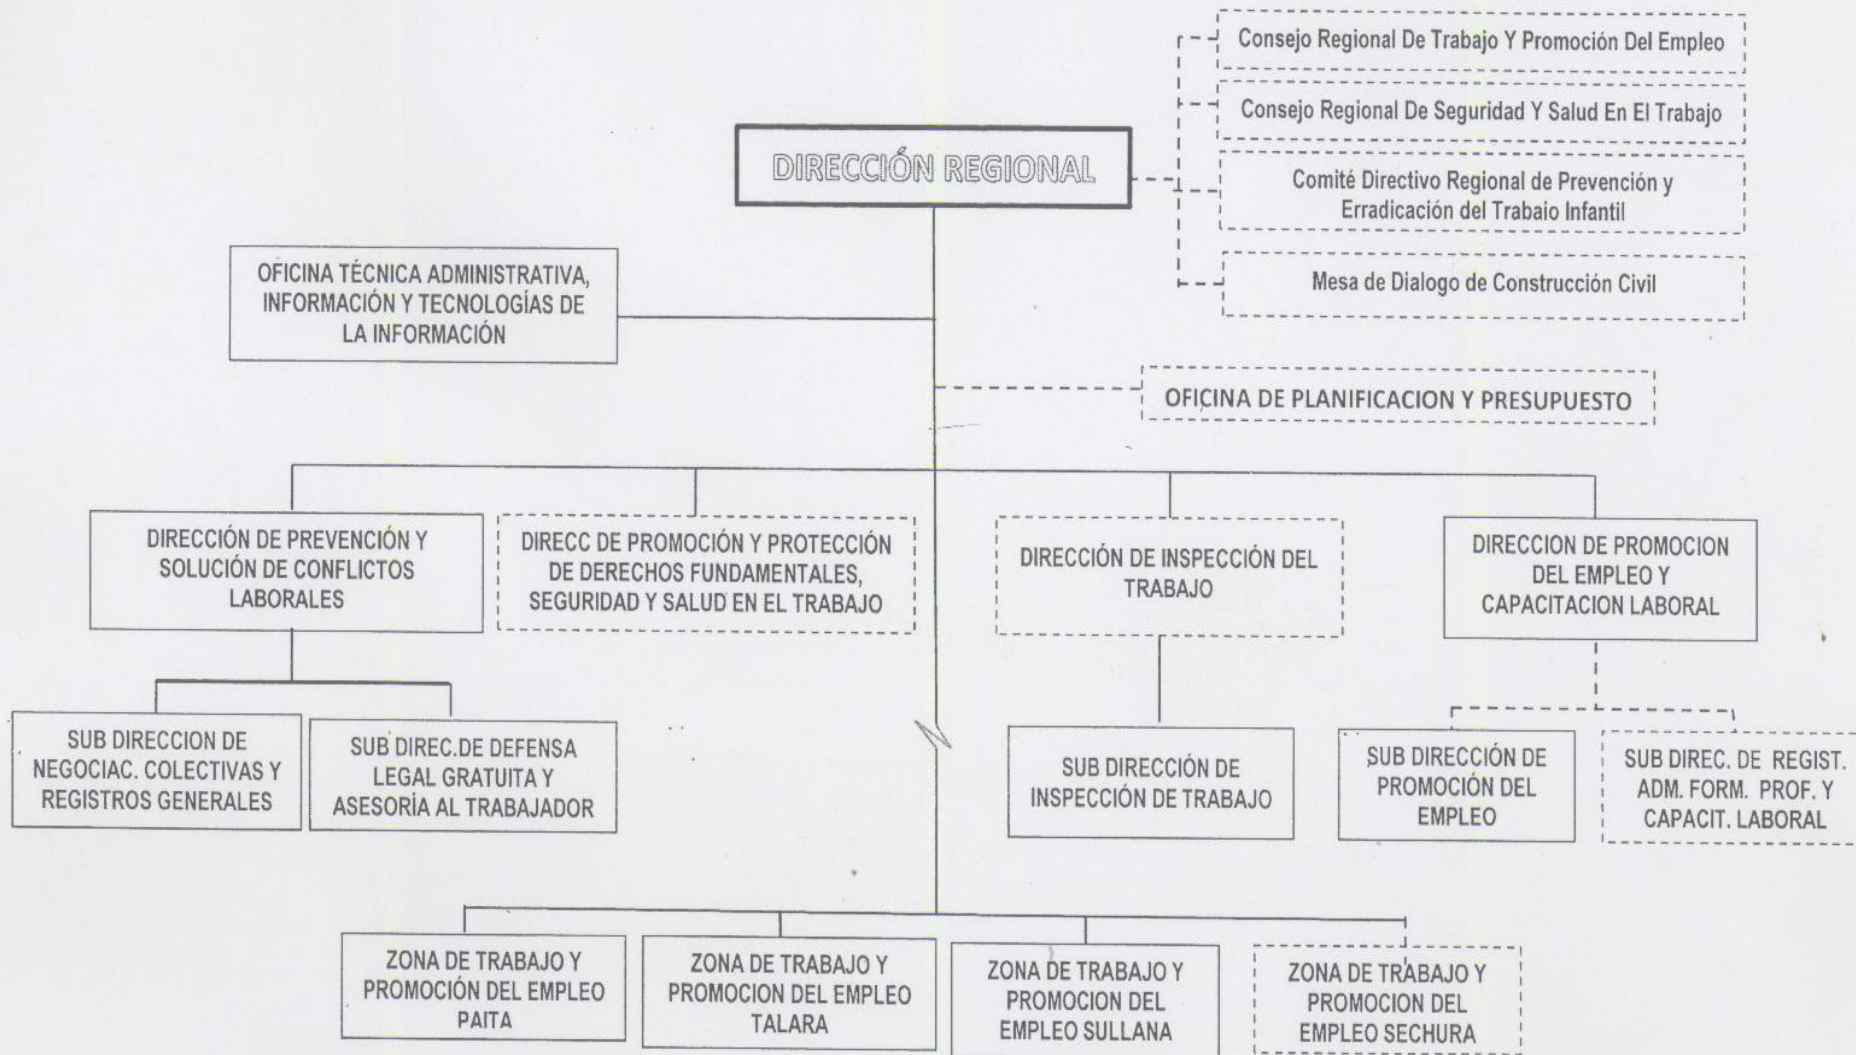 Consejo Regional De Trabajo Y Promoción Del Empleo
Consejo Regional De Seguridad Y Salud En El Trabajo
DIRECCIÓN REGIONAL
Comité Directivo Regional de Prevención y
Erradicación del Trabajo Infantil
Mesa de Dialogo de Construcción Civil
OFICINA TÉCNICA ADMINISTRATIVA,
INFORMACIÓN Y TECNOLOGÍAS DE
LA INFORMACIÓN
OFICINA DE PLANIFICACION Y PRESUPUESTO
DIRECCIÓN DE PREVENCIÓN Y
SOLUCIÓN DE CONFLICTOS
LABORALES
DIRECC DE PROMOCIÓN Y PROTECCIÓN
DE DERECHOS FUNDAMENTALES,
SEGURIDAD Y SALUD EN EL TRABAJO
DIRECCIÓN DE INSPECCIÓN DEL
TRABAJO
DIRECCION DE PROMOCION
DEL EMPLEO Y
CAPACITACION LABORAL
SUB DIRECCION DE
NEGOCIAC. COLECTIVAS Y
REGISTROS GENERALES
SUB DIREC.DE DEFENSA
LEGAL GRATUITA Y
ASESORÍA AL TRABAJADOR
SUB DIRECCIÓN DE
INSPECCIÓN DE TRABAJO
SUB DIRECCIÓN DE
PROMOCIÓN DEL
EMPLEO
SUB DIREC. DE REGIST.
ADM. FORM. PROF. Y
CAPACIT. LABORAL
ZONA DE TRABAJO Y
PROMOCIÓN DEL EMPLEO
PAITA
ZONA DE TRABAJO Y
PROMOCION DEL EMPLEO
TALARA
ZONA DE TRABAJO Y
PROMOCION DEL
EMPLEO SULLANA
ZONA DE TRABAJO Y
PROMOCION DEL
EMPLEO SECHURA